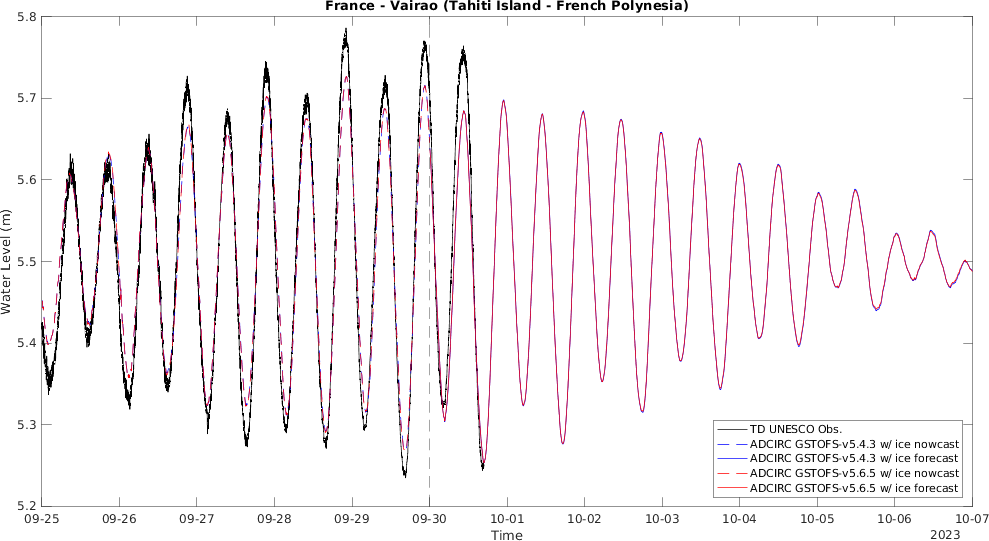 France - Vairao (Tahiti Island - French Polynesia)
5.8
5.7
5.6
5.5
5.4
5.3
5.2
Water Level (m)
TD UNESCO Obs.
ADCIRC GSTOFS-v5.4.3 w/ ice nowcast
ADCIRC GSTOFS-v5.4.3 w/ ice forecast
ADCIRC GSTOFS-v5.6.5 w/ ice nowcast
ADCIRC GSTOFS-v5.6.5 w/ ice forecast
09-25 09-26 09-27 09-28 09-29 09-30 10-01 10-02 10-03 10-04 10-05 10-06 10-07
Time
2023